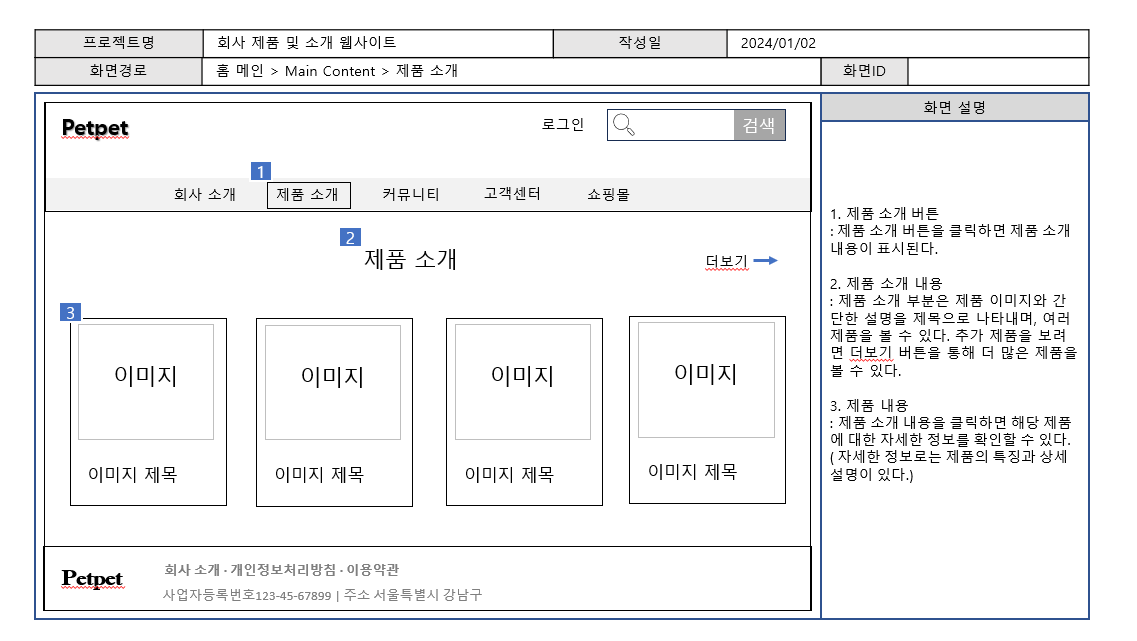 프로젝트명 회사 제품 및 소개 웹사이트 작성일 2024/01/02
화면경로 홈 메인 > Main Content > 제품 소개 화면ID
Petpet 로그인 검색
1
회사 소개 제품 소개 커뮤니티 고객센터 쇼핑몰
2
제품 소개
더보기
3
이미지 이미지 이미지 이미지
이미지 제목 이미지 제목 이미지 제목 이미지 제목
Petpet
회사 소개 · 개인정보처리방침 · 이용약관
사업자등록번호123-45-67899 | 주소 서울특별시 강남구
화면 설명
1. 제품 소개 버튼
: 제품 소개 버튼을 클릭하면 제품 소개
내용이 표시된다.
2. 제품 소개 내용
: 제품 소개 부분은 제품 이미지와 간
단한 설명을 제목으로 나타내며, 여러
제품을 볼 수 있다. 추가 제품을 보려
면 더보기 버튼을 통해 더 많은 제품을
볼 수 있다.
3. 제품 내용
: 제품 소개 내용을 클릭하면 해당 제품
에 대한 자세한 정보를 확인할 수 있다.
( 자세한 정보로는 제품의 특징과 상세
설명이 있다.)